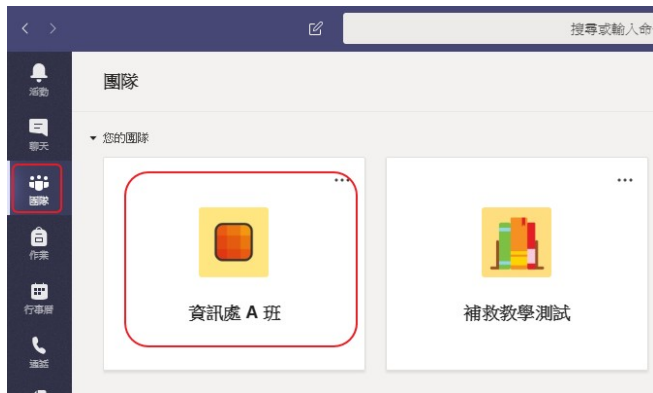 搜尋或輸入命
活動
團隊
聊天
▾ 您的團隊
團隊
作業
行事曆
資訊處 A 班
補救教學測試
通話